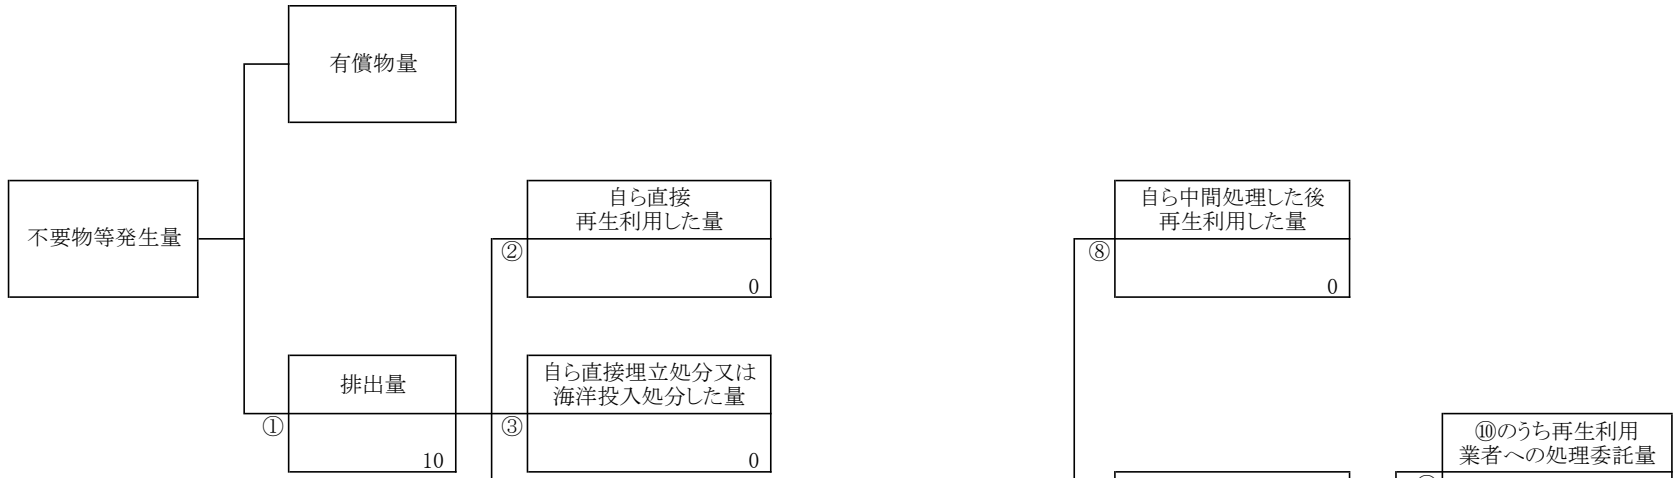 有償物量
不要物等発生量
自ら直接
再生利用した量
②
0
自ら中間処理した後
再生利用した量
⑧
0
排出量
①
10
自ら直接埋立処分又は
海洋投入処分した量
③
0
⑩のうち再生利用
業者への処理委託量